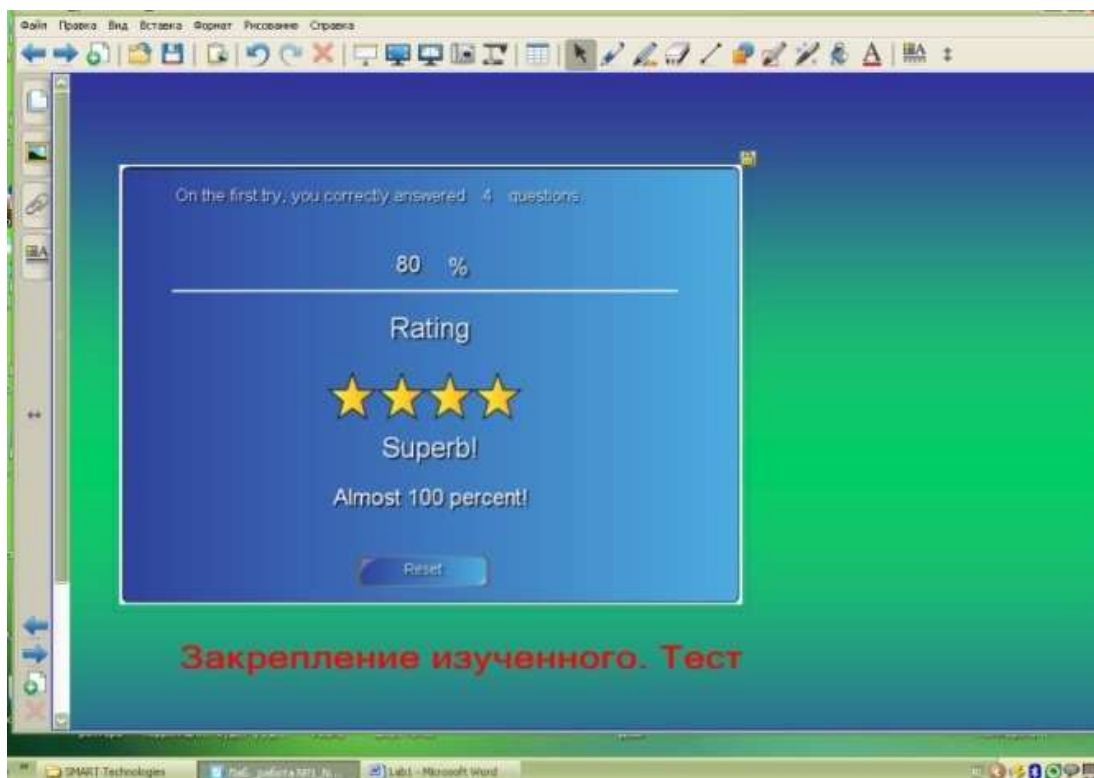 Файл Правка Вид Вставка Формат Рисование Справка
On the first try, you correctly answered 4 questions.
80 %
Rating
Superb!
Almost 100 percent!
Reset
Закрепление изученного. Тест
SMART Technologies
Lab1 - Microsoft Word